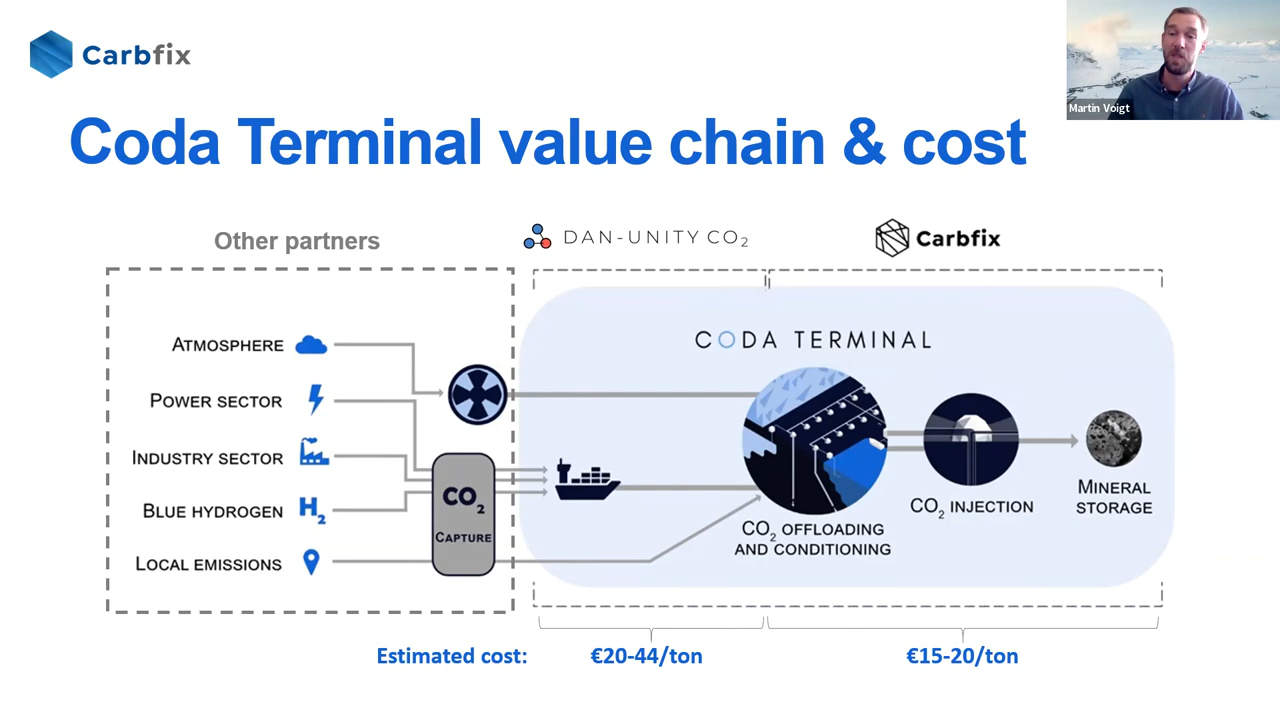 Carbfix
Martin Voigt
Coda Terminal value chain & cost
Other partners
DAN-UNITY CO₂
Carbfix
ATMOSPHERE
POWER SECTOR
INDUSTRY SECTOR
BLUE HYDROGEN
H₂
LOCAL EMISSIONS
CO₂
CAPTURE
CODA TERMINAL
CO₂ OFFLOADING
AND CONDITIONING
CO₂ INJECTION
MINERAL
STORAGE
Estimated cost:
€20-44/ton
€15-20/ton